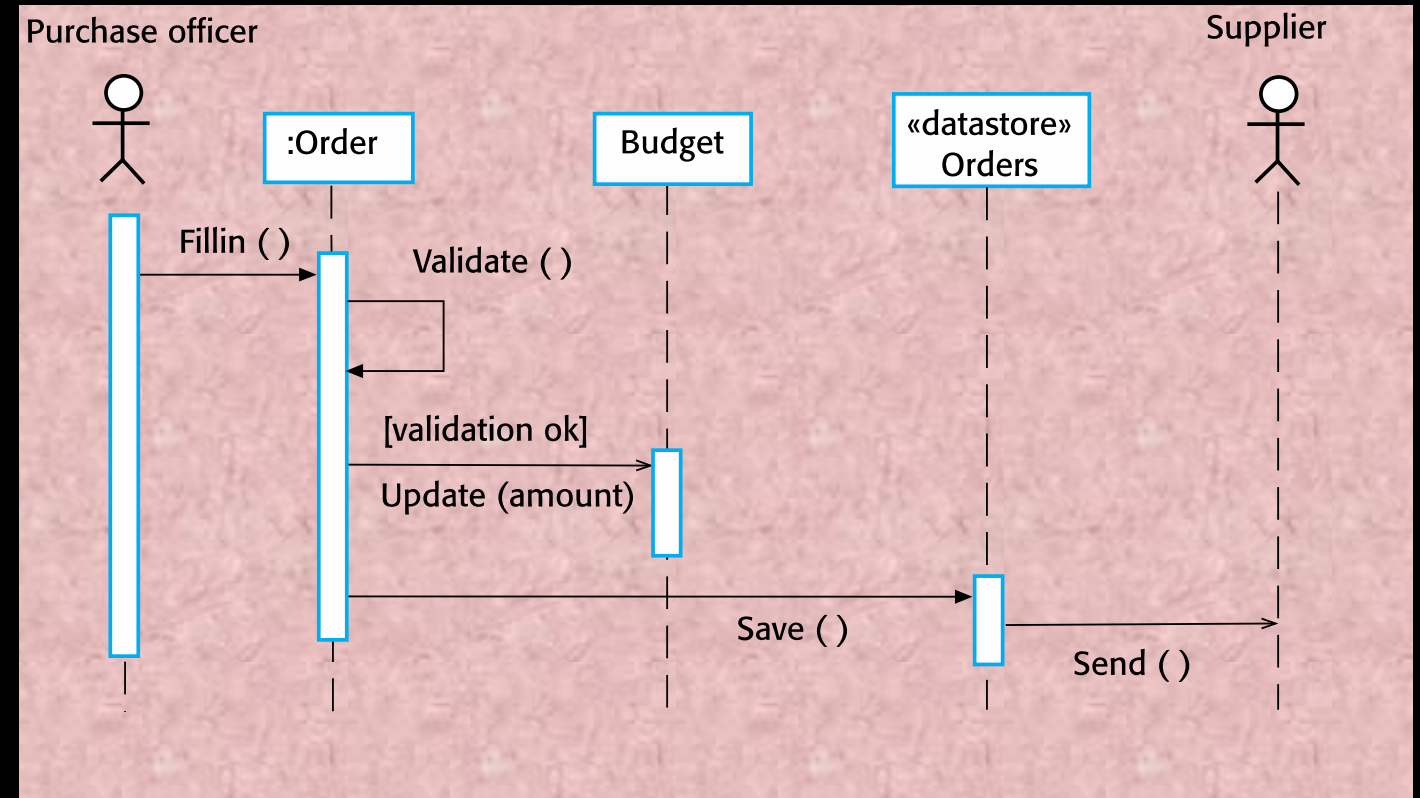 Purchase officer
Supplier
:Order
Budget
«datastore»
Orders
Fillin ( )
Validate ( )
[validation ok]
Update (amount)
Save ( )
Send ( )